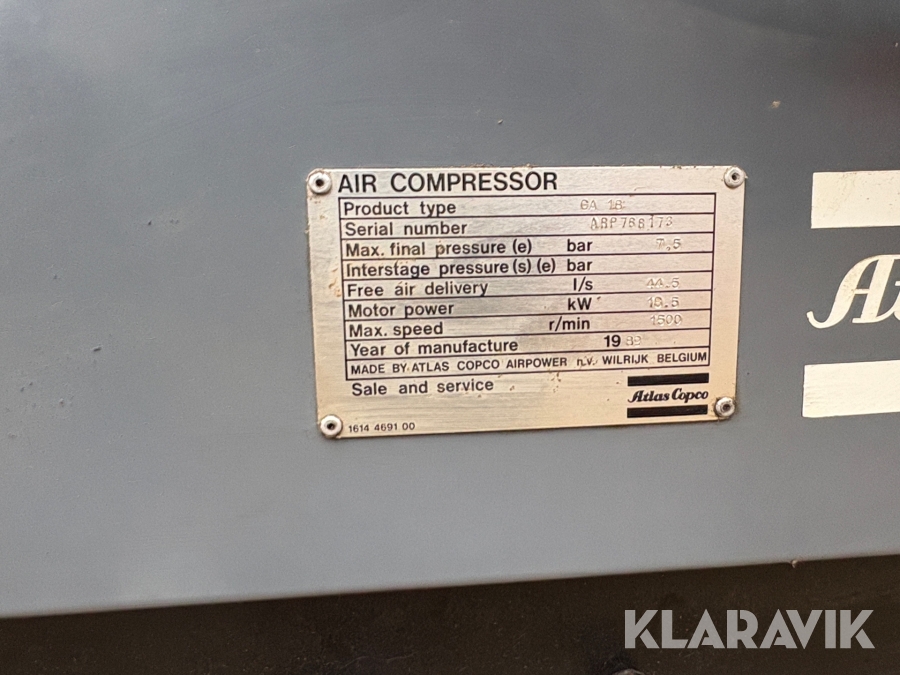 AIR COMPRESSOR
Product type GA 18
Serial number ARP766173
Max. final pressure (e) bar 7,5
Interstage pressure (s) (e) bar
Free air delivery l/s 44.5
Motor power kW 18.5
Max. speed r/min 1500
Year of manufacture 19
MADE BY ATLAS COPCO AIRPOWER n.v. WILRIJK BELGIUM
Sale and service
Atlas Copco
1614 4691 00
KLARAVIK